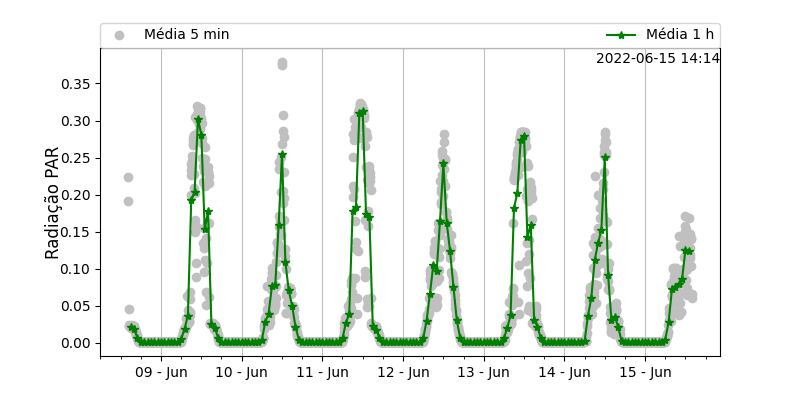 Média 5 min
Média 1 h
2022-06-15 14:14
Radiação PAR
0.35
0.30
0.25
0.20
0.15
0.10
0.05
0.00
09 - Jun
10 - Jun
11 - Jun
12 - Jun
13 - Jun
14 - Jun
15 - Jun